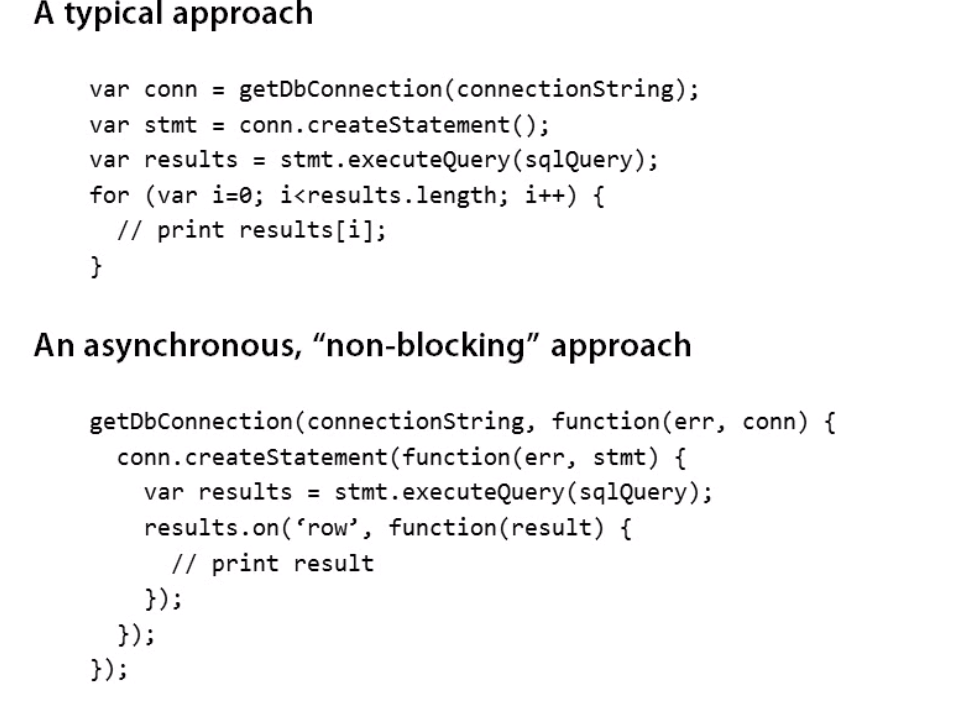 A typical approach
var conn = getDbConnection(connectionString);
var stmt = conn.createStatement();
var results = stmt.executeQuery(sqlQuery);
for (var i=0; i<results.length; i++) {
  // print results[i];
}
An asynchronous, “non-blocking” approach
getDbConnection(connectionString, function(err, conn) {
  conn.createStatement(function(err, stmt) {
    var results = stmt.executeQuery(sqlQuery);
    results.on(‘row’, function(result) {
      // print result
    });
  });
});